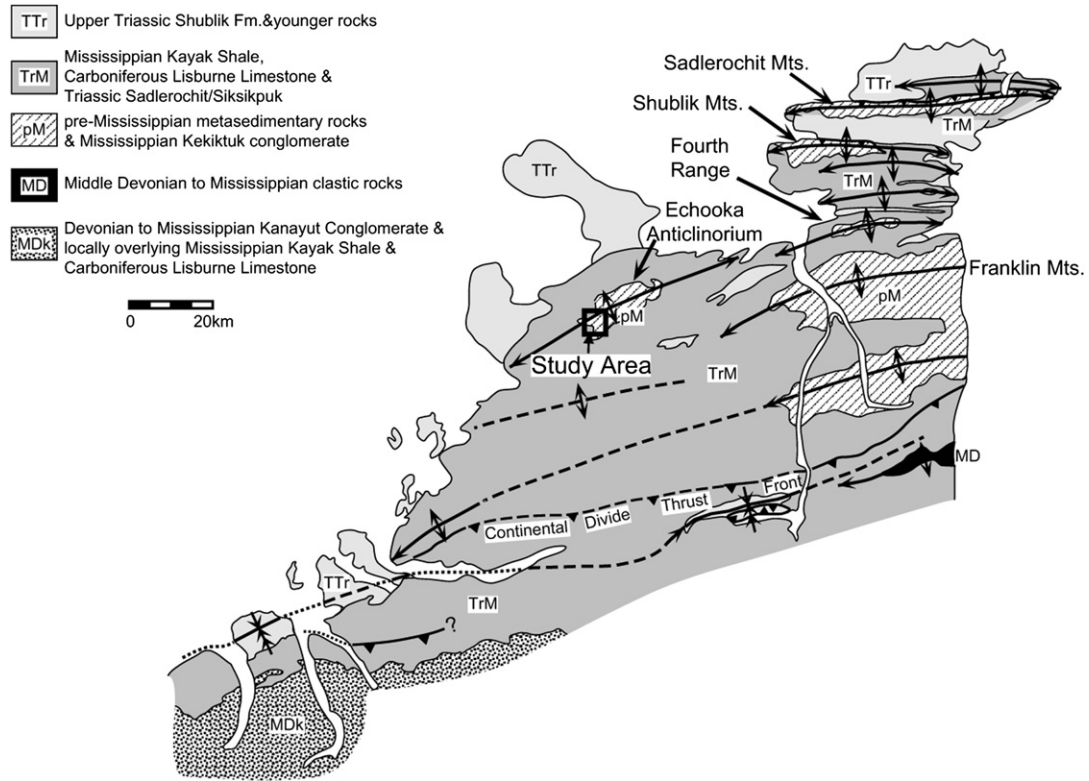 TTr
Upper Triassic Shublik Fm.&younger rocks
TrM
Mississippian Kayak Shale,
Carboniferous Lisburne Limestone &
Triassic Sadlerochit/Siksikpuk
pM
pre-Mississippian metasedimentary rocks
& Mississippian Kekiktuk conglomerate
MD
Middle Devonian to Mississippian clastic rocks
MDk
Devonian to Mississippian Kanayut Conglomerate &
locally overlying Mississippian Kayak Shale &
Carboniferous Lisburne Limestone
0 20km
Sadlerochit Mts.
TTr
TrM
Shublik Mts.
Fourth
Range
TrM
TTr
Echooka
Anticlinorium
Franklin Mts.
pM
pM
Study Area
TrM
MD
Continental Divide Thrust Front
TTr
TrM
?
MDk